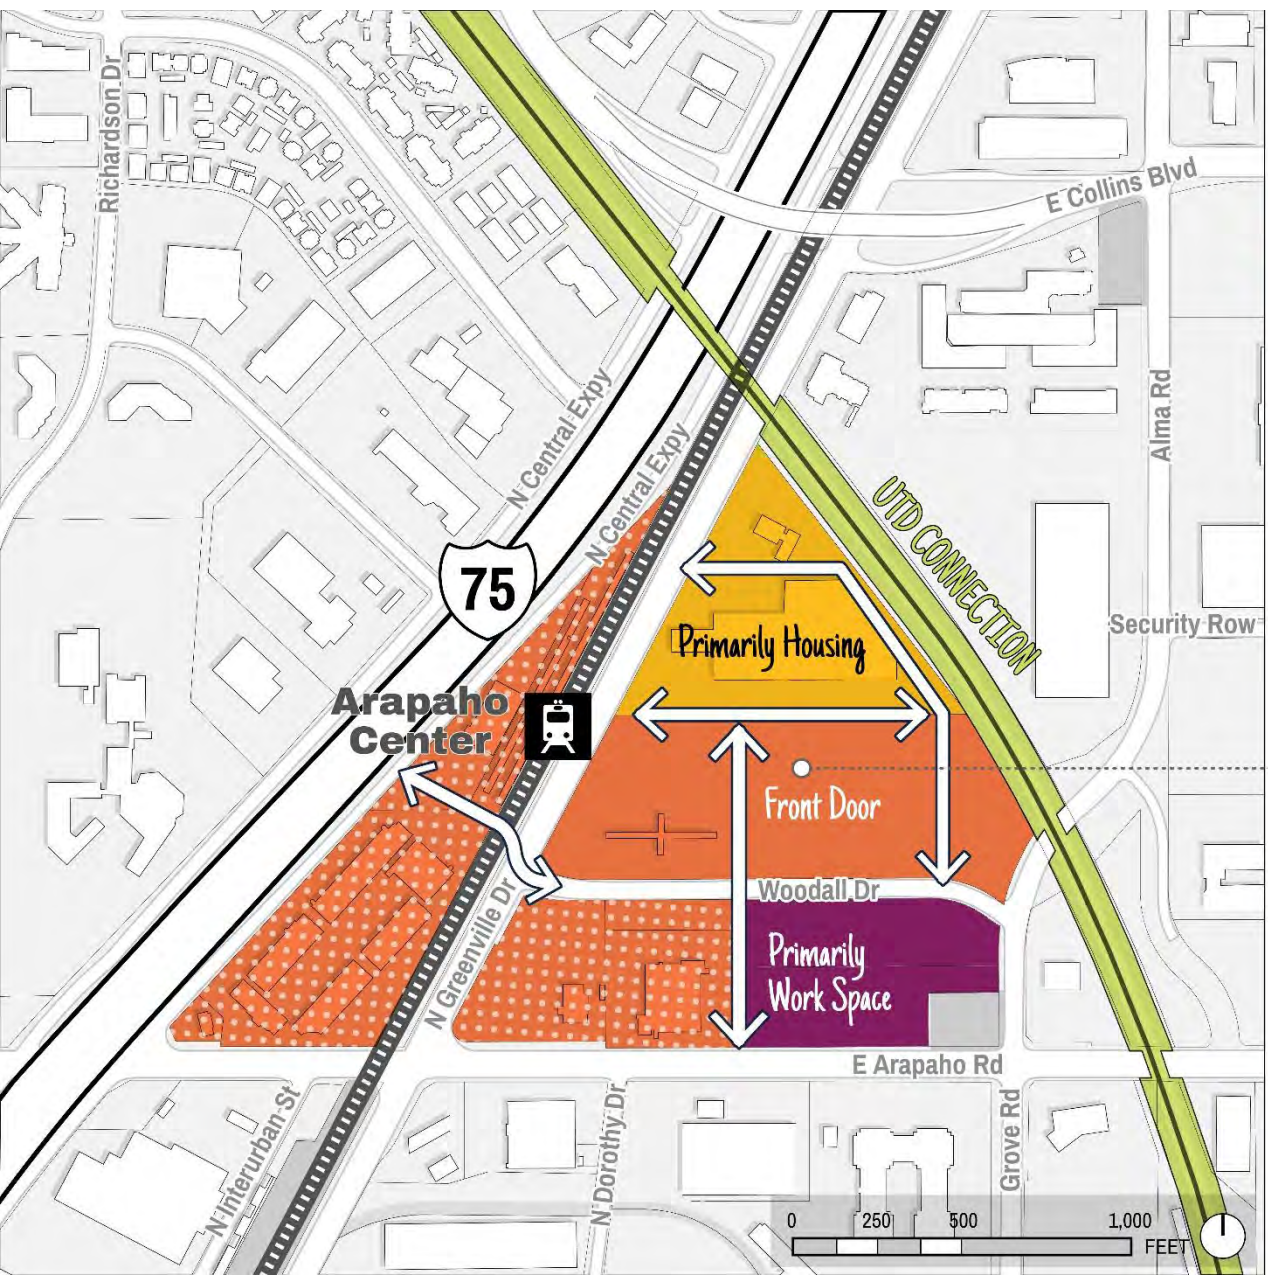 Richardson Dr
E Collins Blvd
N Central Expy
N Central Expy
Alma Rd
UTD CONNECTION
75
Security Row
Primarily Housing
Arapaho
Center
Front Door
Woodall Dr
N Greenville Dr
Primarily
Work Space
E Arapaho Rd
N Interurban St
N Dorothy Dr
Grove Rd
0 250 500 1,000
FEET